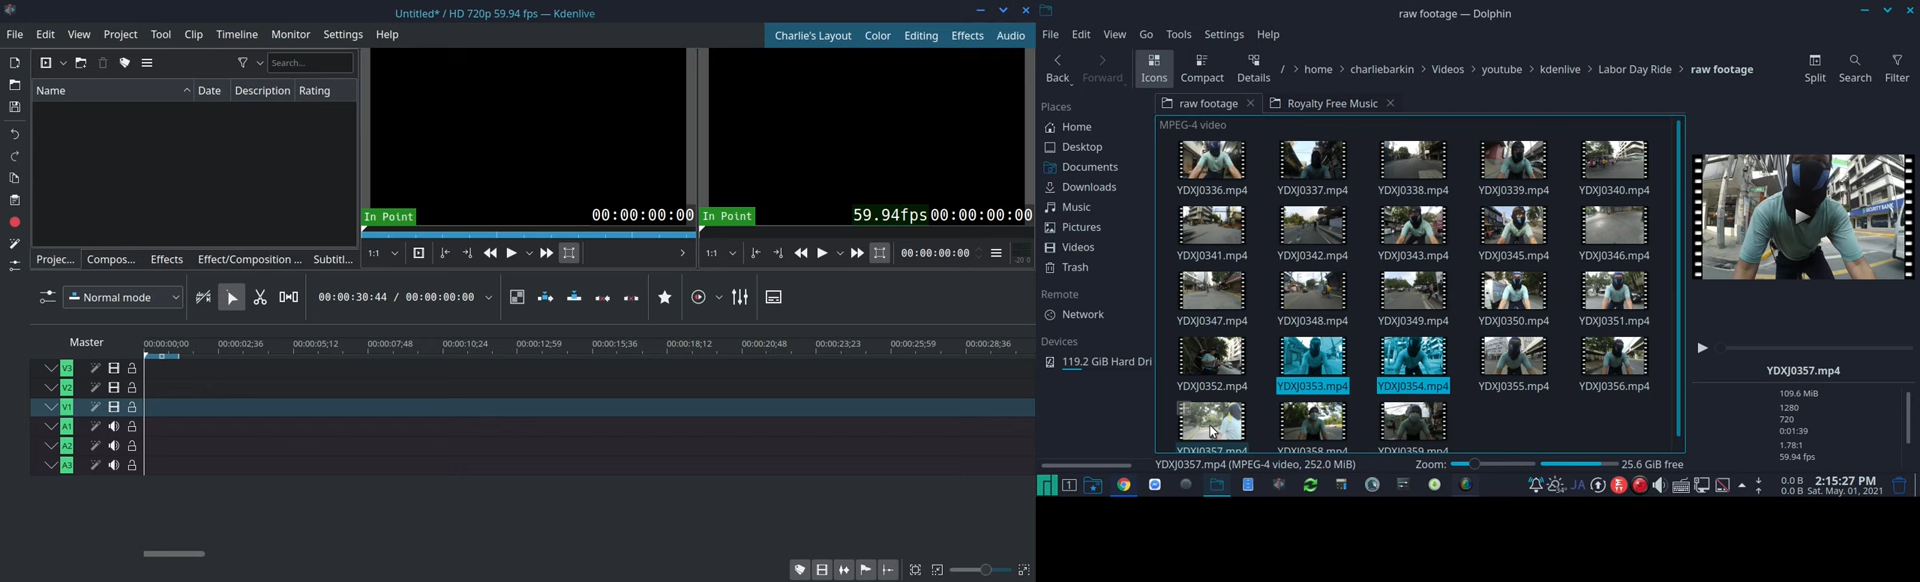 Untitled* / HD 720p 59.94 fps — Kdenlive
File Edit View Project Tool Clip Timeline Monitor Settings Help
Charlie's Layout Color Editing Effects Audio
Search...
Name Date Description Rating
In Point 00:00:00:00
In Point 59.94fps 00:00:00:00
1:1
1:1 00:00:00:00
-20 0
Projec... Compos... Effects Effect/Composition ... Subtitl...
Normal mode 00:00:30:44 / 00:00:00:00
Master
00:00:00;00 00:00:02;36 00:00:05;12 00:00:07;48 00:00:10;24 00:00:12;59 00:00:15;36 00:00:18;12 00:00:20;48 00:00:23;23 00:00:25;59 00:00:28;36
V3
V2
V1
A1
A2
A3
raw footage — Dolphin
File Edit View Go Tools Settings Help
Back Forward Icons Compact Details
/ > home > charliebarkin > Videos > youtube > kdenlive > Labor Day Ride > raw footage
Split Search Filter
Places
Home
Desktop
Documents
Downloads
Music
Pictures
Videos
Trash
Remote
Network
Devices
119.2 GiB Hard Dri
raw footage Royalty Free Music
MPEG-4 video
YDXJ0336.mp4 YDXJ0337.mp4 YDXJ0338.mp4 YDXJ0339.mp4 YDXJ0340.mp4
YDXJ0341.mp4 YDXJ0342.mp4 YDXJ0343.mp4 YDXJ0345.mp4 YDXJ0346.mp4
YDXJ0347.mp4 YDXJ0348.mp4 YDXJ0349.mp4 YDXJ0350.mp4 YDXJ0351.mp4
YDXJ0352.mp4 YDXJ0353.mp4 YDXJ0354.mp4 YDXJ0355.mp4 YDXJ0356.mp4
YDXJ0357.mp4 YDXJ0358.mp4 YDXJ0359.mp4
YDXJ0357.mp4 (MPEG-4 video, 252.0 MiB) Zoom: 25.6 GiB free
SECURITY BANK
YDXJ0357.mp4
109.6 MiB
1280
720
0:01:39
1.78:1
59.94 fps
1
JA
0.0 B
0.0 B
2:15:27 PM
Sat. May. 01, 2021